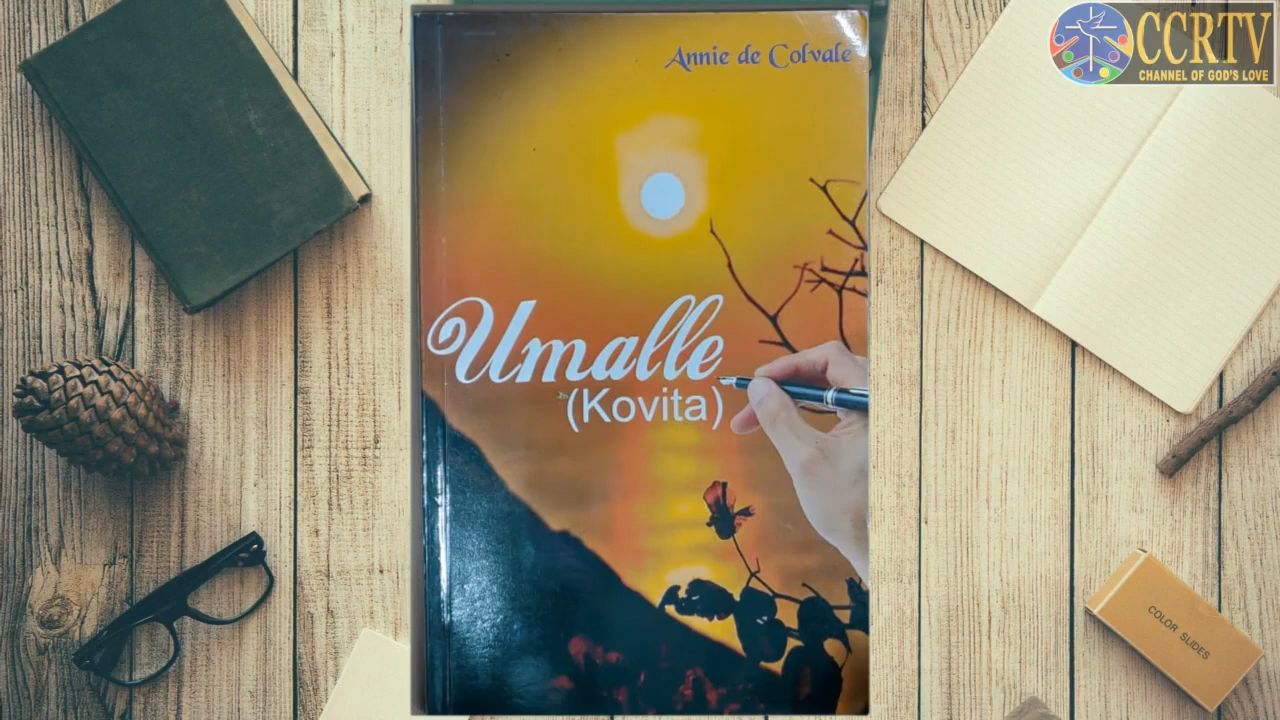 Annie de Colvale
Umalle
(Kovita)
CCRTV
CHANNEL OF GOD'S LOVE
COLOR SLIDES